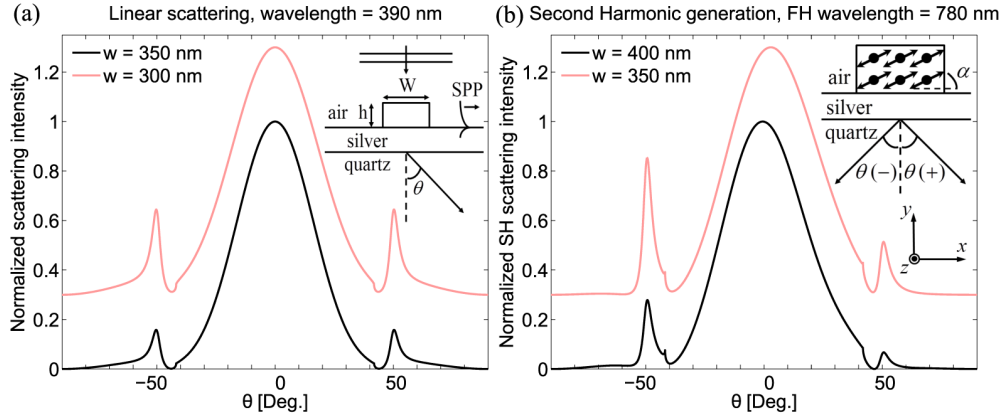 (a) Linear scattering, wavelength = 390 nm
Normalized scattering intensity
1.2
1
0.8
0.6
0.4
0.2
0
−50
0
50
θ [Deg.]
w = 350 nm
w = 300 nm
W
SPP
air h
silver
quartz
θ
(b) Second Harmonic generation, FH wavelength = 780 nm
Normalized SH scattering intensity
1.2
1
0.8
0.6
0.4
0.2
0
−50
0
50
θ [Deg.]
w = 400 nm
w = 350 nm
air
α
silver
quartz
θ(−) θ(+)
y
x
z